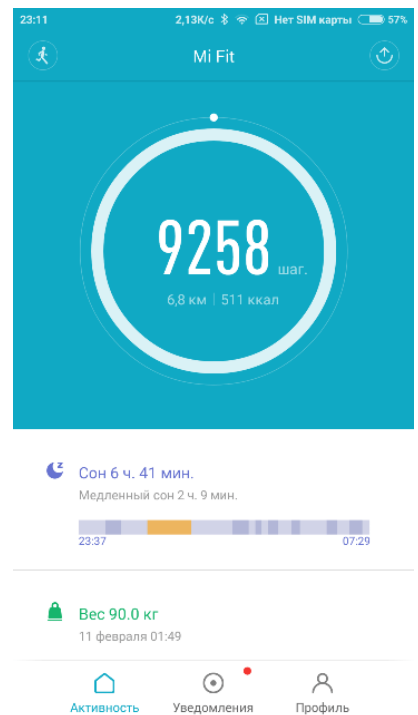 23:11 2,13K/c Нет SIM карты 57%
Mi Fit
9258 шаг.
6,8 км | 511 ккал
Сон 6 ч. 41 мин.
Медленный сон 2 ч. 9 мин.
23:37 07:29
Вес 90.0 кг
11 февраля 01:49
Активность Уведомления Профиль